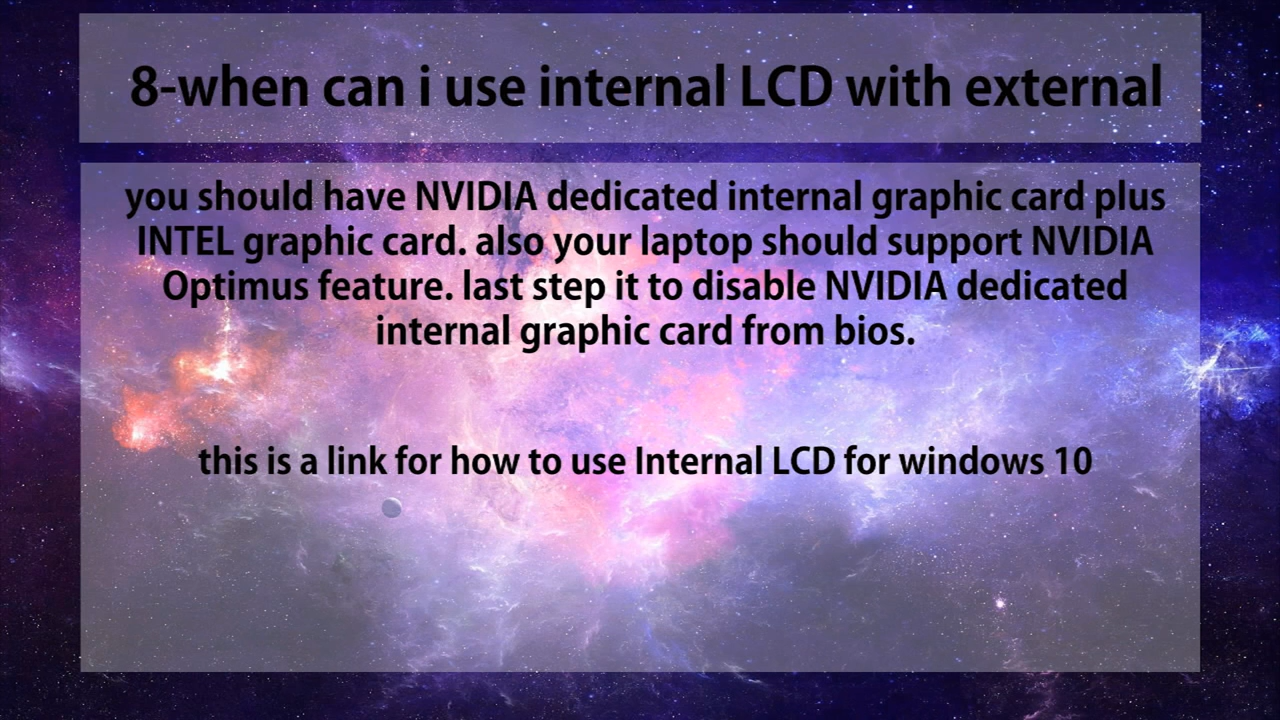 8-when can i use internal LCD with external
you should have NVIDIA dedicated internal graphic card plus
INTEL graphic card. also your laptop should support NVIDIA
Optimus feature. last step it to disable NVIDIA dedicated
internal graphic card from bios.
this is a link for how to use Internal LCD for windows 10